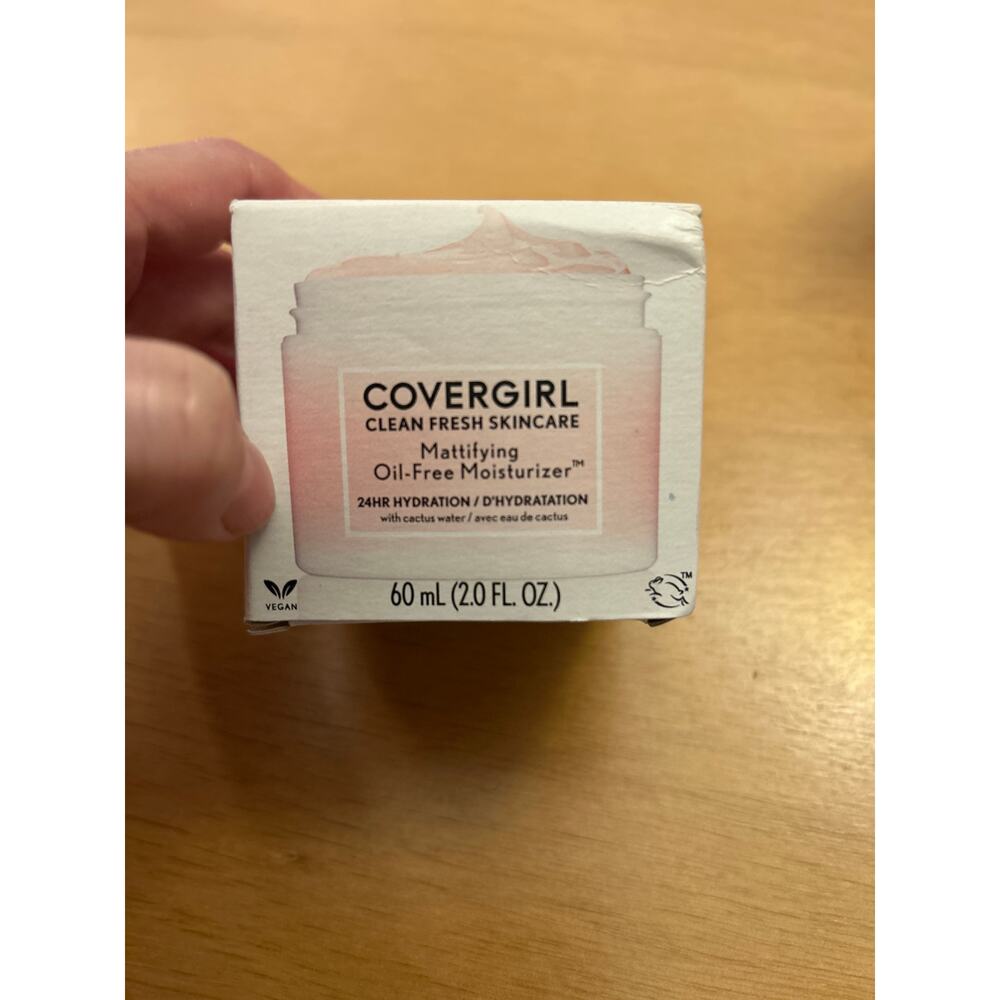 COVERGIRL
CLEAN FRESH SKINCARE
Mattifying
Oil-Free Moisturizer™
24HR HYDRATION / D'HYDRATATION
with cactus water / avec eau de cactus
60 mL (2.0 FL. OZ.)
VEGAN
TM